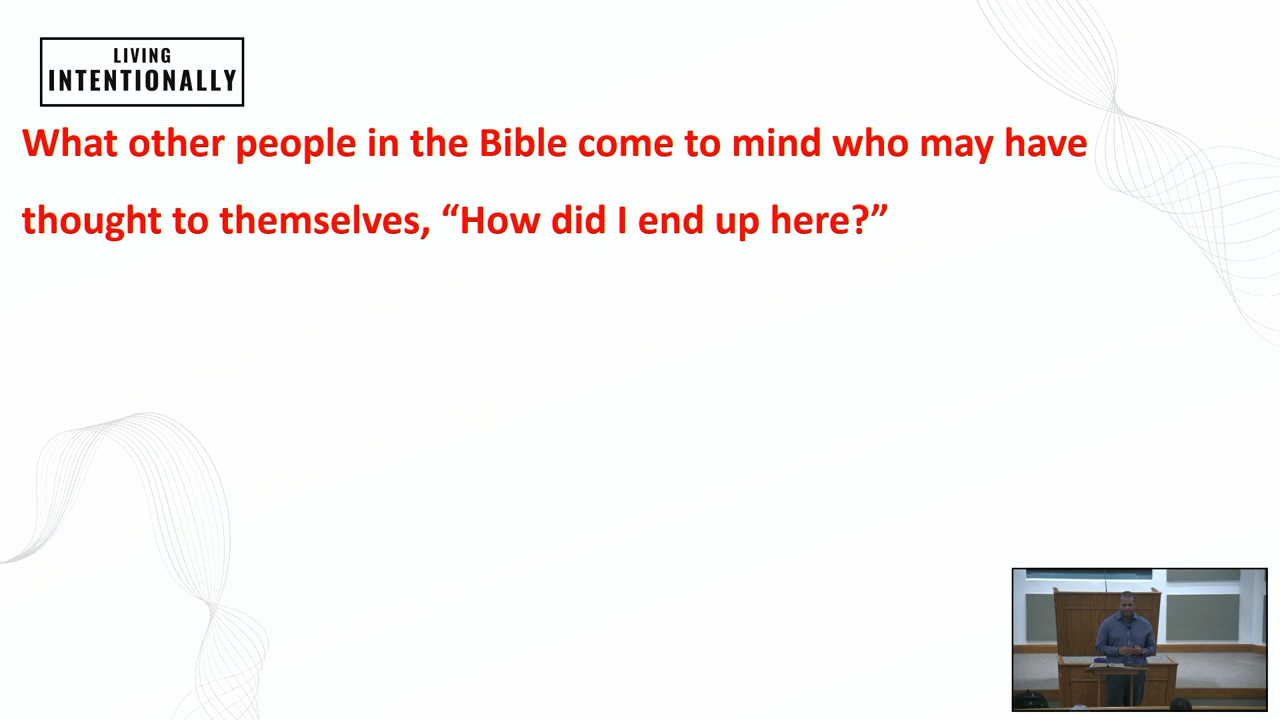 LIVING
INTENTIONALLY
What other people in the Bible come to mind who may have
thought to themselves, “How did I end up here?”